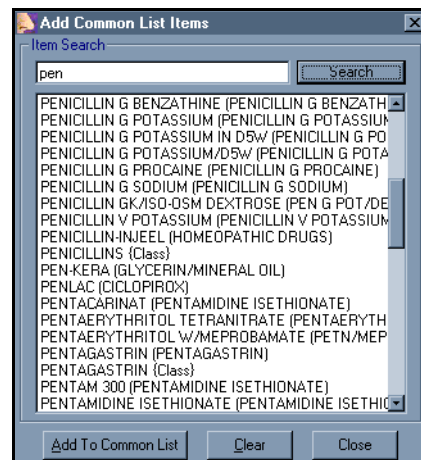 Add Common List Items
Item Search
pen
Search
PENICILLIN G BENZATHINE (PENICILLIN G BENZATH
PENICILLIN G POTASSIUM (PENICILLIN G POTASSIUM
PENICILLIN G POTASSIUM IN D5W (PENICILLIN G PO
PENICILLIN G POTASSIUM/D5W (PENICILLIN G POTA
PENICILLIN G PROCAINE (PENICILLIN G PROCAINE)
PENICILLIN G SODIUM (PENICILLIN G SODIUM)
PENICILLIN GK/ISO-OSM DEXTROSE (PEN G POT/DE
PENICILLIN V POTASSIUM (PENICILLIN V POTASSIUM
PENICILLIN-INJEEL (HOMEOPATHIC DRUGS)
PENICILLINS {Class}
PEN-KERA (GLYCERIN/MINERAL OIL)
PENLAC (CICLOPIROX)
PENTACARINAT (PENTAMIDINE ISETHIONATE)
PENTAERYTHRITOL TETRANITRATE (PENTAERYTH
PENTAERYTHRITOL W/MEPROBAMATE (PETN/MEP
PENTAGASTRIN (PENTAGASTRIN)
PENTAGASTRIN {Class}
PENTAM 300 (PENTAMIDINE ISETHIONATE)
PENTAMIDINE ISETHIONATE (PENTAMIDINE ISETHIO
Add To Common List
Clear
Close